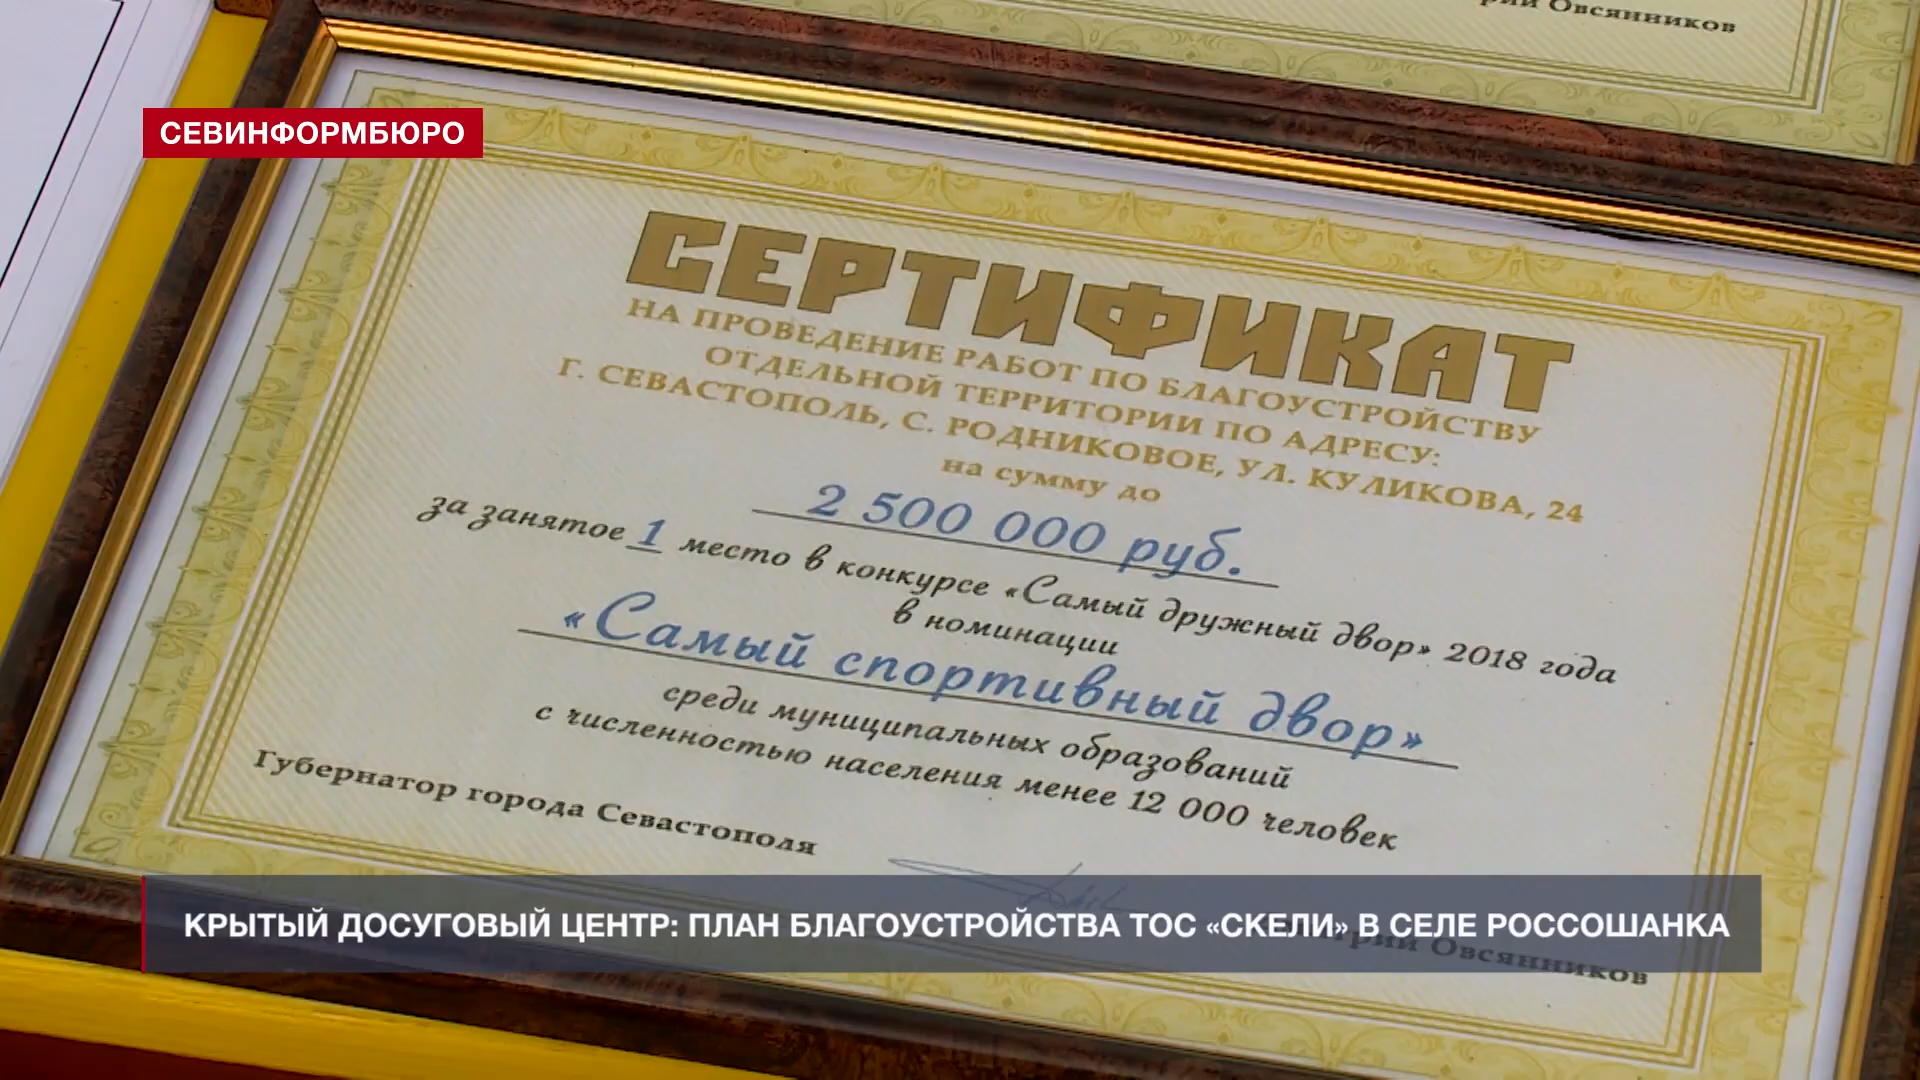 Овсянников
СЕВИНФОРМБЮРО
СЕРТИФИКАТ
НА ПРОВЕДЕНИЕ РАБОТ ПО БЛАГОУСТРОЙСТВУ
ОТДЕЛЬНОЙ ТЕРРИТОРИИ ПО АДРЕСУ:
Г. СЕВАСТОПОЛЬ, С. РОДНИКОВОЕ, УЛ. КУЛИКОВА, 24
на сумму до
2 500 000 руб.
за занятое 1 место в конкурсе «Самый дружный двор» 2018 года
в номинации
«Самый спортивный двор»
среди муниципальных образований
с численностью населения менее 12 000 человек
Губернатор города Севастополя
КРЫТЫЙ ДОСУГОВЫЙ ЦЕНТР: ПЛАН БЛАГОУСТРОЙСТВА ТОС «СКЕЛИ» В СЕЛЕ РОССОШАНКА
Овсянников